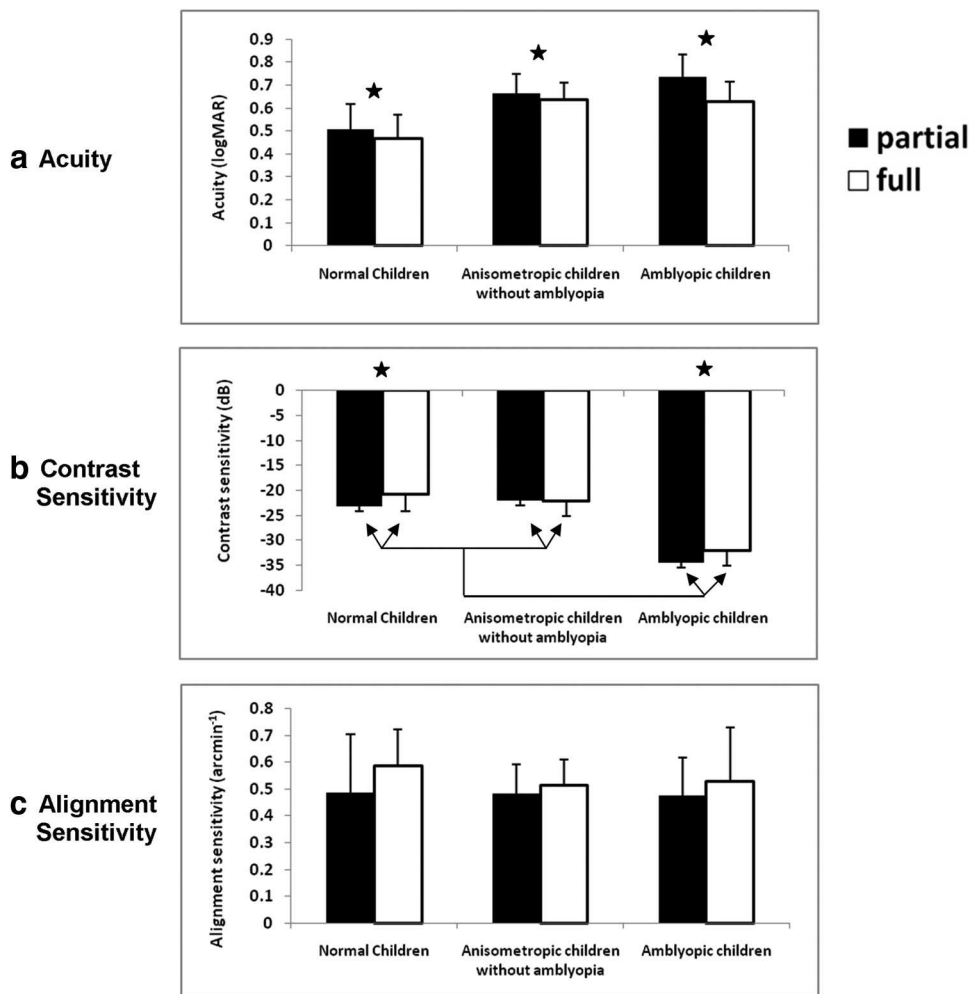 a Acuity
Acuity (logMAR)
0.9
0.8
0.7
0.6
0.5
0.4
0.3
0.2
0.1
0
Normal Children
Anisometropic children
without amblyopia
Amblyopic children
partial
full
b Contrast
Sensitivity
Contrast sensitivity (dB)
0
-5
-10
-15
-20
-25
-30
-35
-40
Normal Children
Anisometropic children
without amblyopia
Amblyopic children
c Alignment
Sensitivity
Alignment sensitivity (arcmin⁻¹)
0.8
0.7
0.6
0.5
0.4
0.3
0.2
0.1
0
Normal Children
Anisometropic children
without amblyopia
Amblyopic children